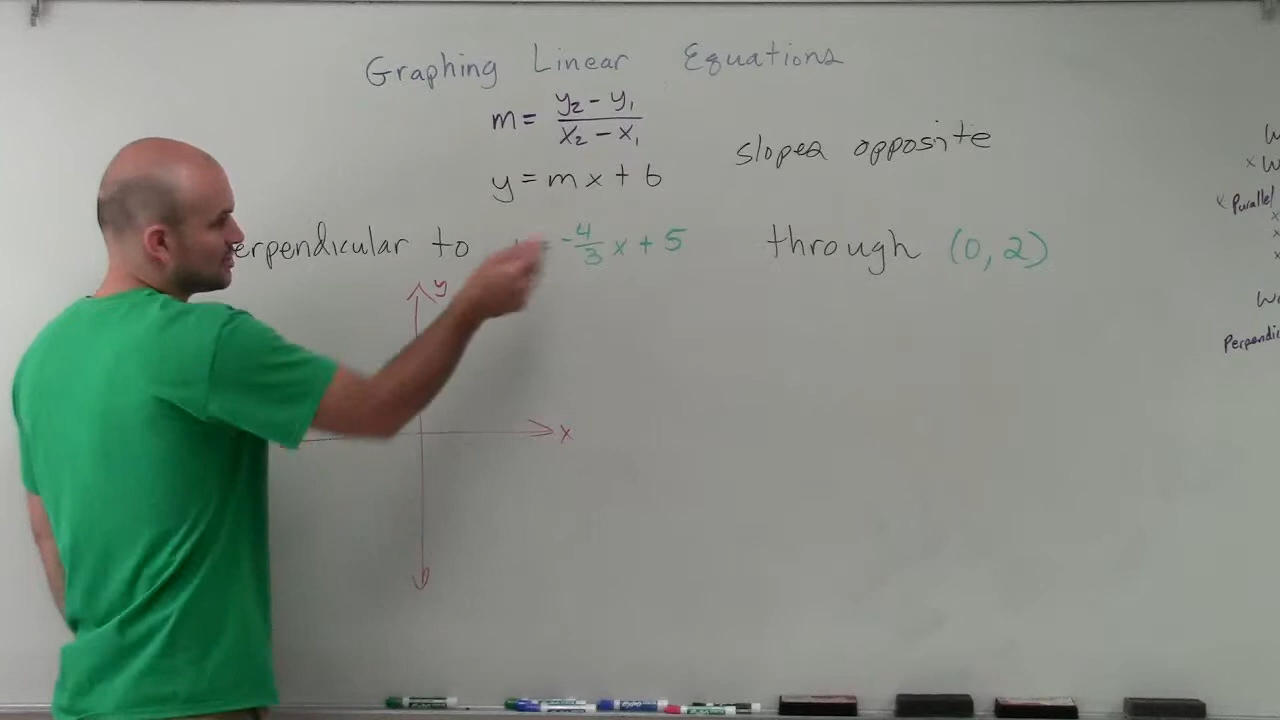 Graphing Linear Equations
m = y₂ - y₁ / x₂ - x₁
slopes opposite
y = mx + b
erpendicular to = -4/3 x + 5 through (0, 2)
y
x
x
Parallel
x
x
Perpendic